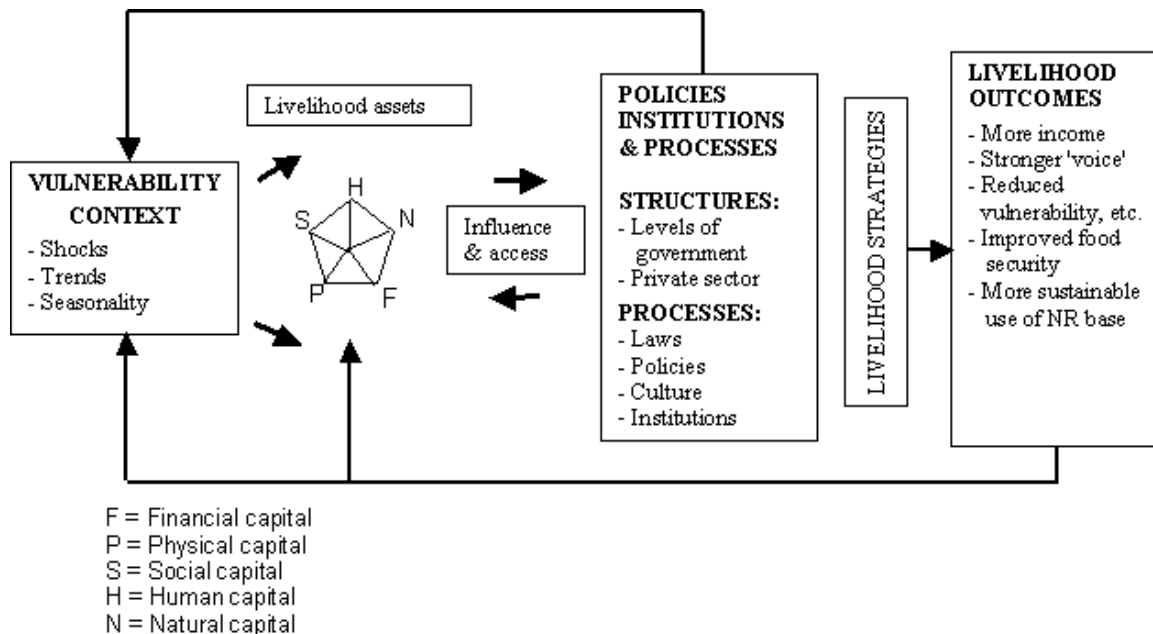 Livelihood assets
VULNERABILITY
CONTEXT
- Shocks
- Trends
- Seasonality
H
S
N
P
F
Influence
& access
POLICIES
INSTITUTIONS
& PROCESSES
STRUCTURES:
- Levels of
government
- Private sector
PROCESSES:
- Laws
- Policies
- Culture
- Institutions
LIVELIHOOD STRATEGIES
LIVELIHOOD
OUTCOMES
- More income
- Stronger 'voice'
- Reduced
vulnerability, etc.
- Improved food
security
- More sustainable
use of NR base
F = Financial capital
P = Physical capital
S = Social capital
H = Human capital
N = Natural capital